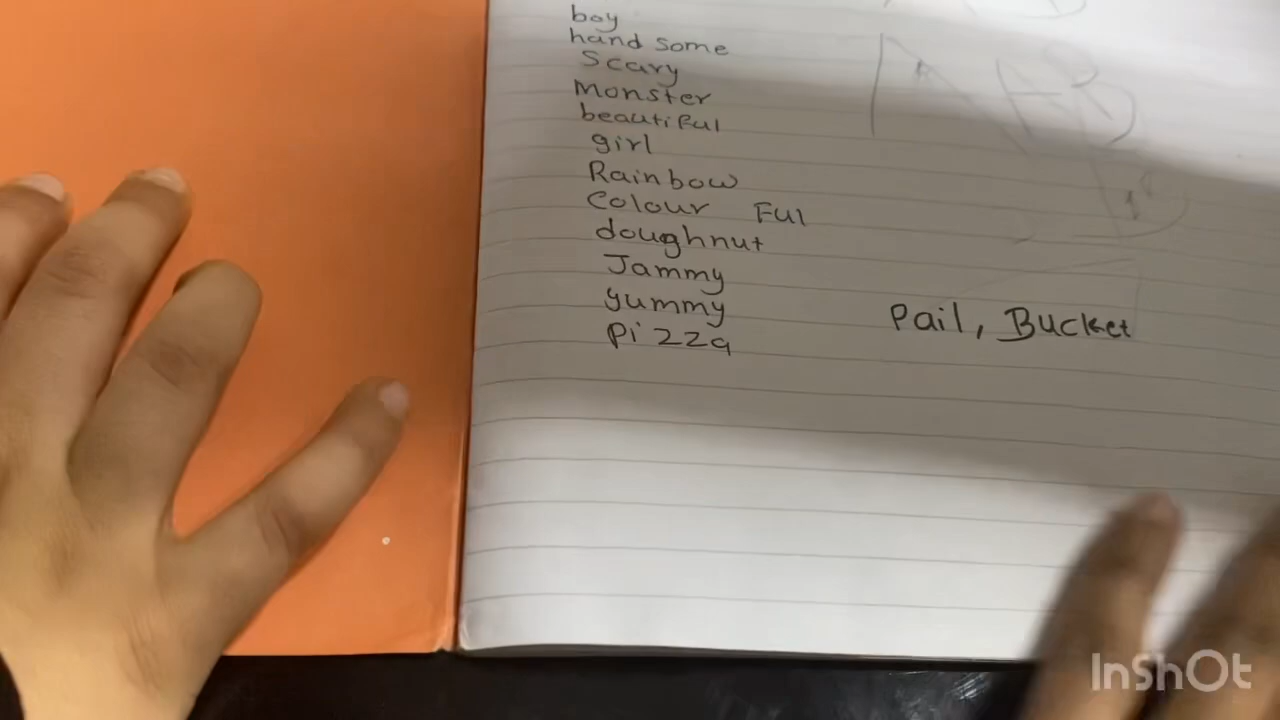 boy
hand some
Scary
Monster
beautiful
girl
Rainbow
Colour Ful
doughnut
Jammy
yummy
Pizza
Pail, Bucket
InShOt